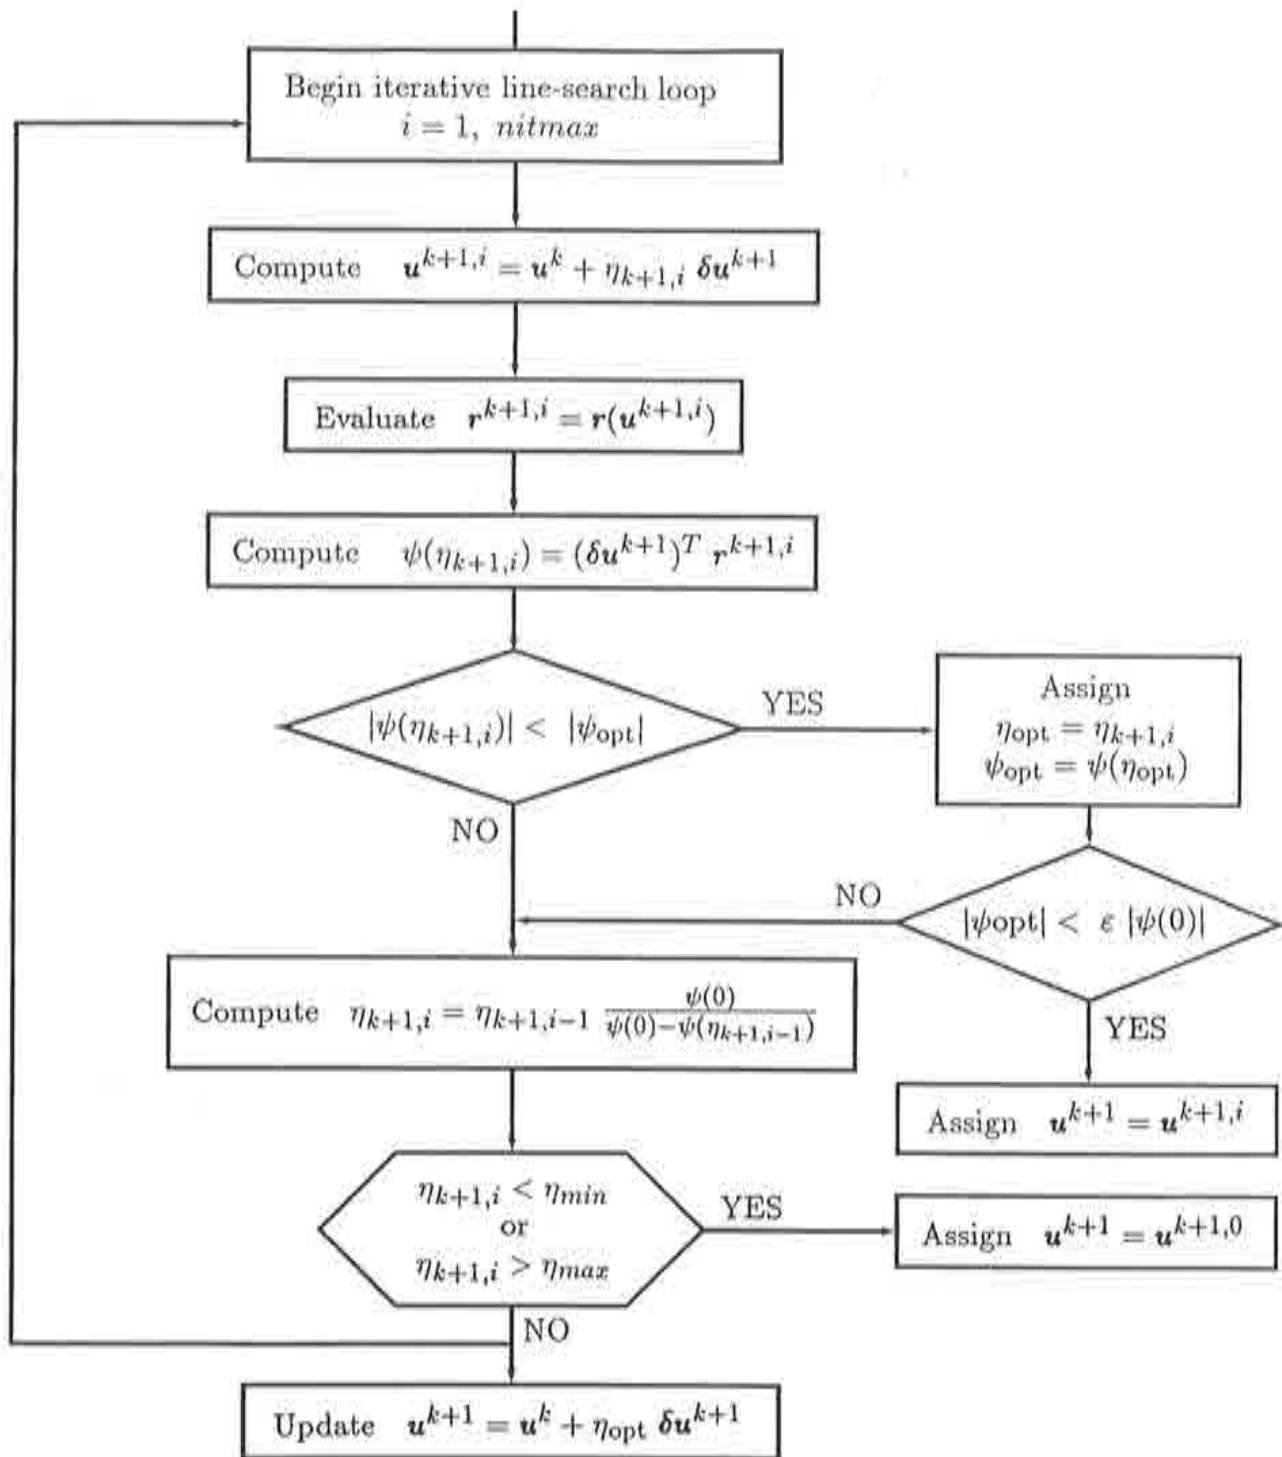 Begin iterative line-search loop
i = 1, nitmax
Compute u^{k+1,i} = u^k + η_{k+1,i} δu^{k+1}
Evaluate r^{k+1,i} = r(u^{k+1,i})
Compute ψ(η_{k+1,i}) = (δu^{k+1})^T r^{k+1,i}
|ψ(η_{k+1,i})| < |ψ_opt|
YES
Assign
η_opt = η_{k+1,i}
ψ_opt = ψ(η_opt)
NO
NO
|ψopt| < ε |ψ(0)|
Compute η_{k+1,i} = η_{k+1,i−1} ψ(0) / (ψ(0)−ψ(η_{k+1,i−1}))
YES
Assign u^{k+1} = u^{k+1,i}
η_{k+1,i} < η_min
or
η_{k+1,i} > η_max
YES
Assign u^{k+1} = u^{k+1,0}
NO
Update u^{k+1} = u^k + η_opt δu^{k+1}